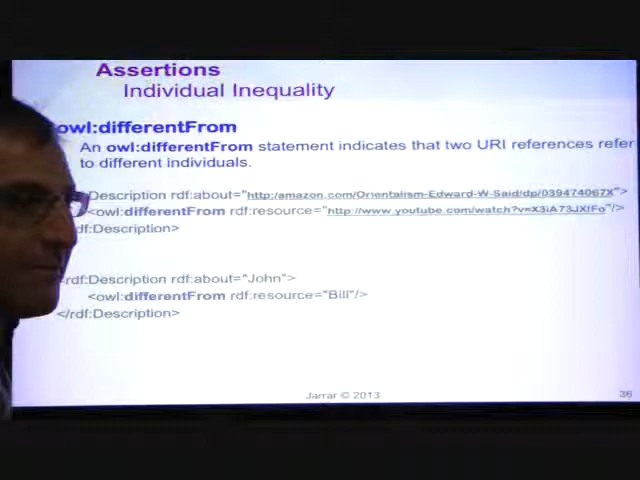 Assertions
Individual Inequality
owl:differentFrom
An owl:differentFrom statement indicates that two URI references refer
to different individuals.
Description rdf:about="http:/amazon.com/Orientalism-Edward-W-Said/dp/039474067X">
<owl:differentFrom rdf:resource="http://www.youtube.com/watch?v=X3iA73JXlFo"/>
df:Description>
<rdf:Description rdf:about="John">
<owl:differentFrom rdf:resource="Bill"/>
</rdf:Description>
Jarrar © 2013
36